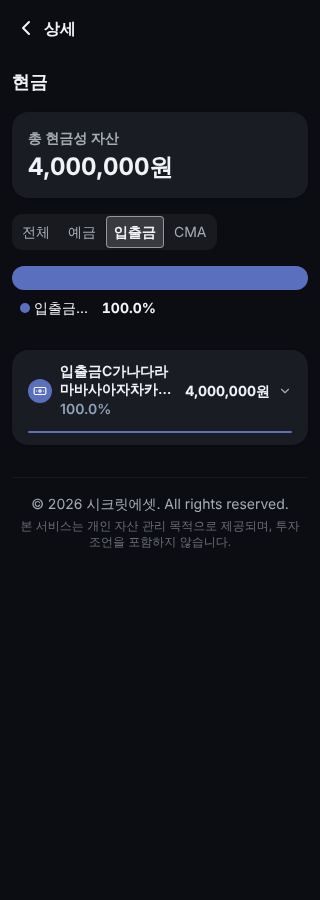 상세
현금
총 현금성 자산
4,000,000원
전체 예금 입출금 CMA
입출금... 100.0%
입출금C가나다라
마바사아자차카... 4,000,000원
100.0%
© 2026 시크릿에셋. All rights reserved.
본 서비스는 개인 자산 관리 목적으로 제공되며, 투자
조언을 포함하지 않습니다.